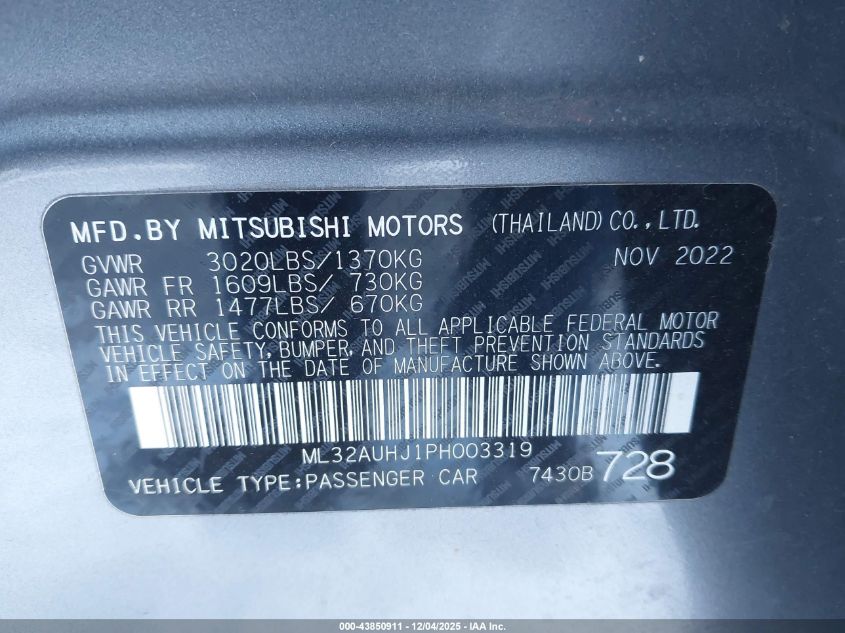 MFD.BY MITSUBISHI MOTORS (THAILAND) CO.,LTD.
GVWR 3020LBS/1370KG NOV 2022
GAWR FR 1609LBS/ 730KG
GAWR RR 1477LBS/ 670KG
THIS VEHICLE CONFORMS TO ALL APPLICABLE FEDERAL MOTOR
VEHICLE SAFETY, BUMPER, AND THEFT PREVENTION STANDARDS
IN EFFECT ON THE DATE OF MANUFACTURE SHOWN ABOVE.
ML32AUHJ1PH003319
VEHICLE TYPE:PASSENGER CAR 7430B 728
000-43850911 - 12/04/2025 - IAA Inc.